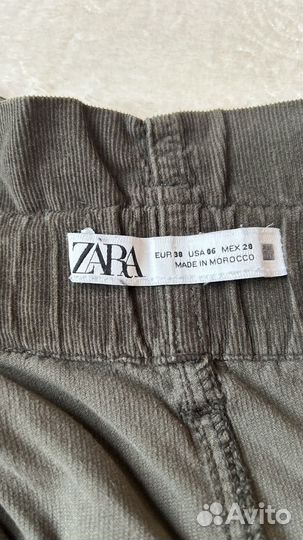 ZARA
EUR 38 USA 06 MEX 28
MADE IN MOROCCO
Avito